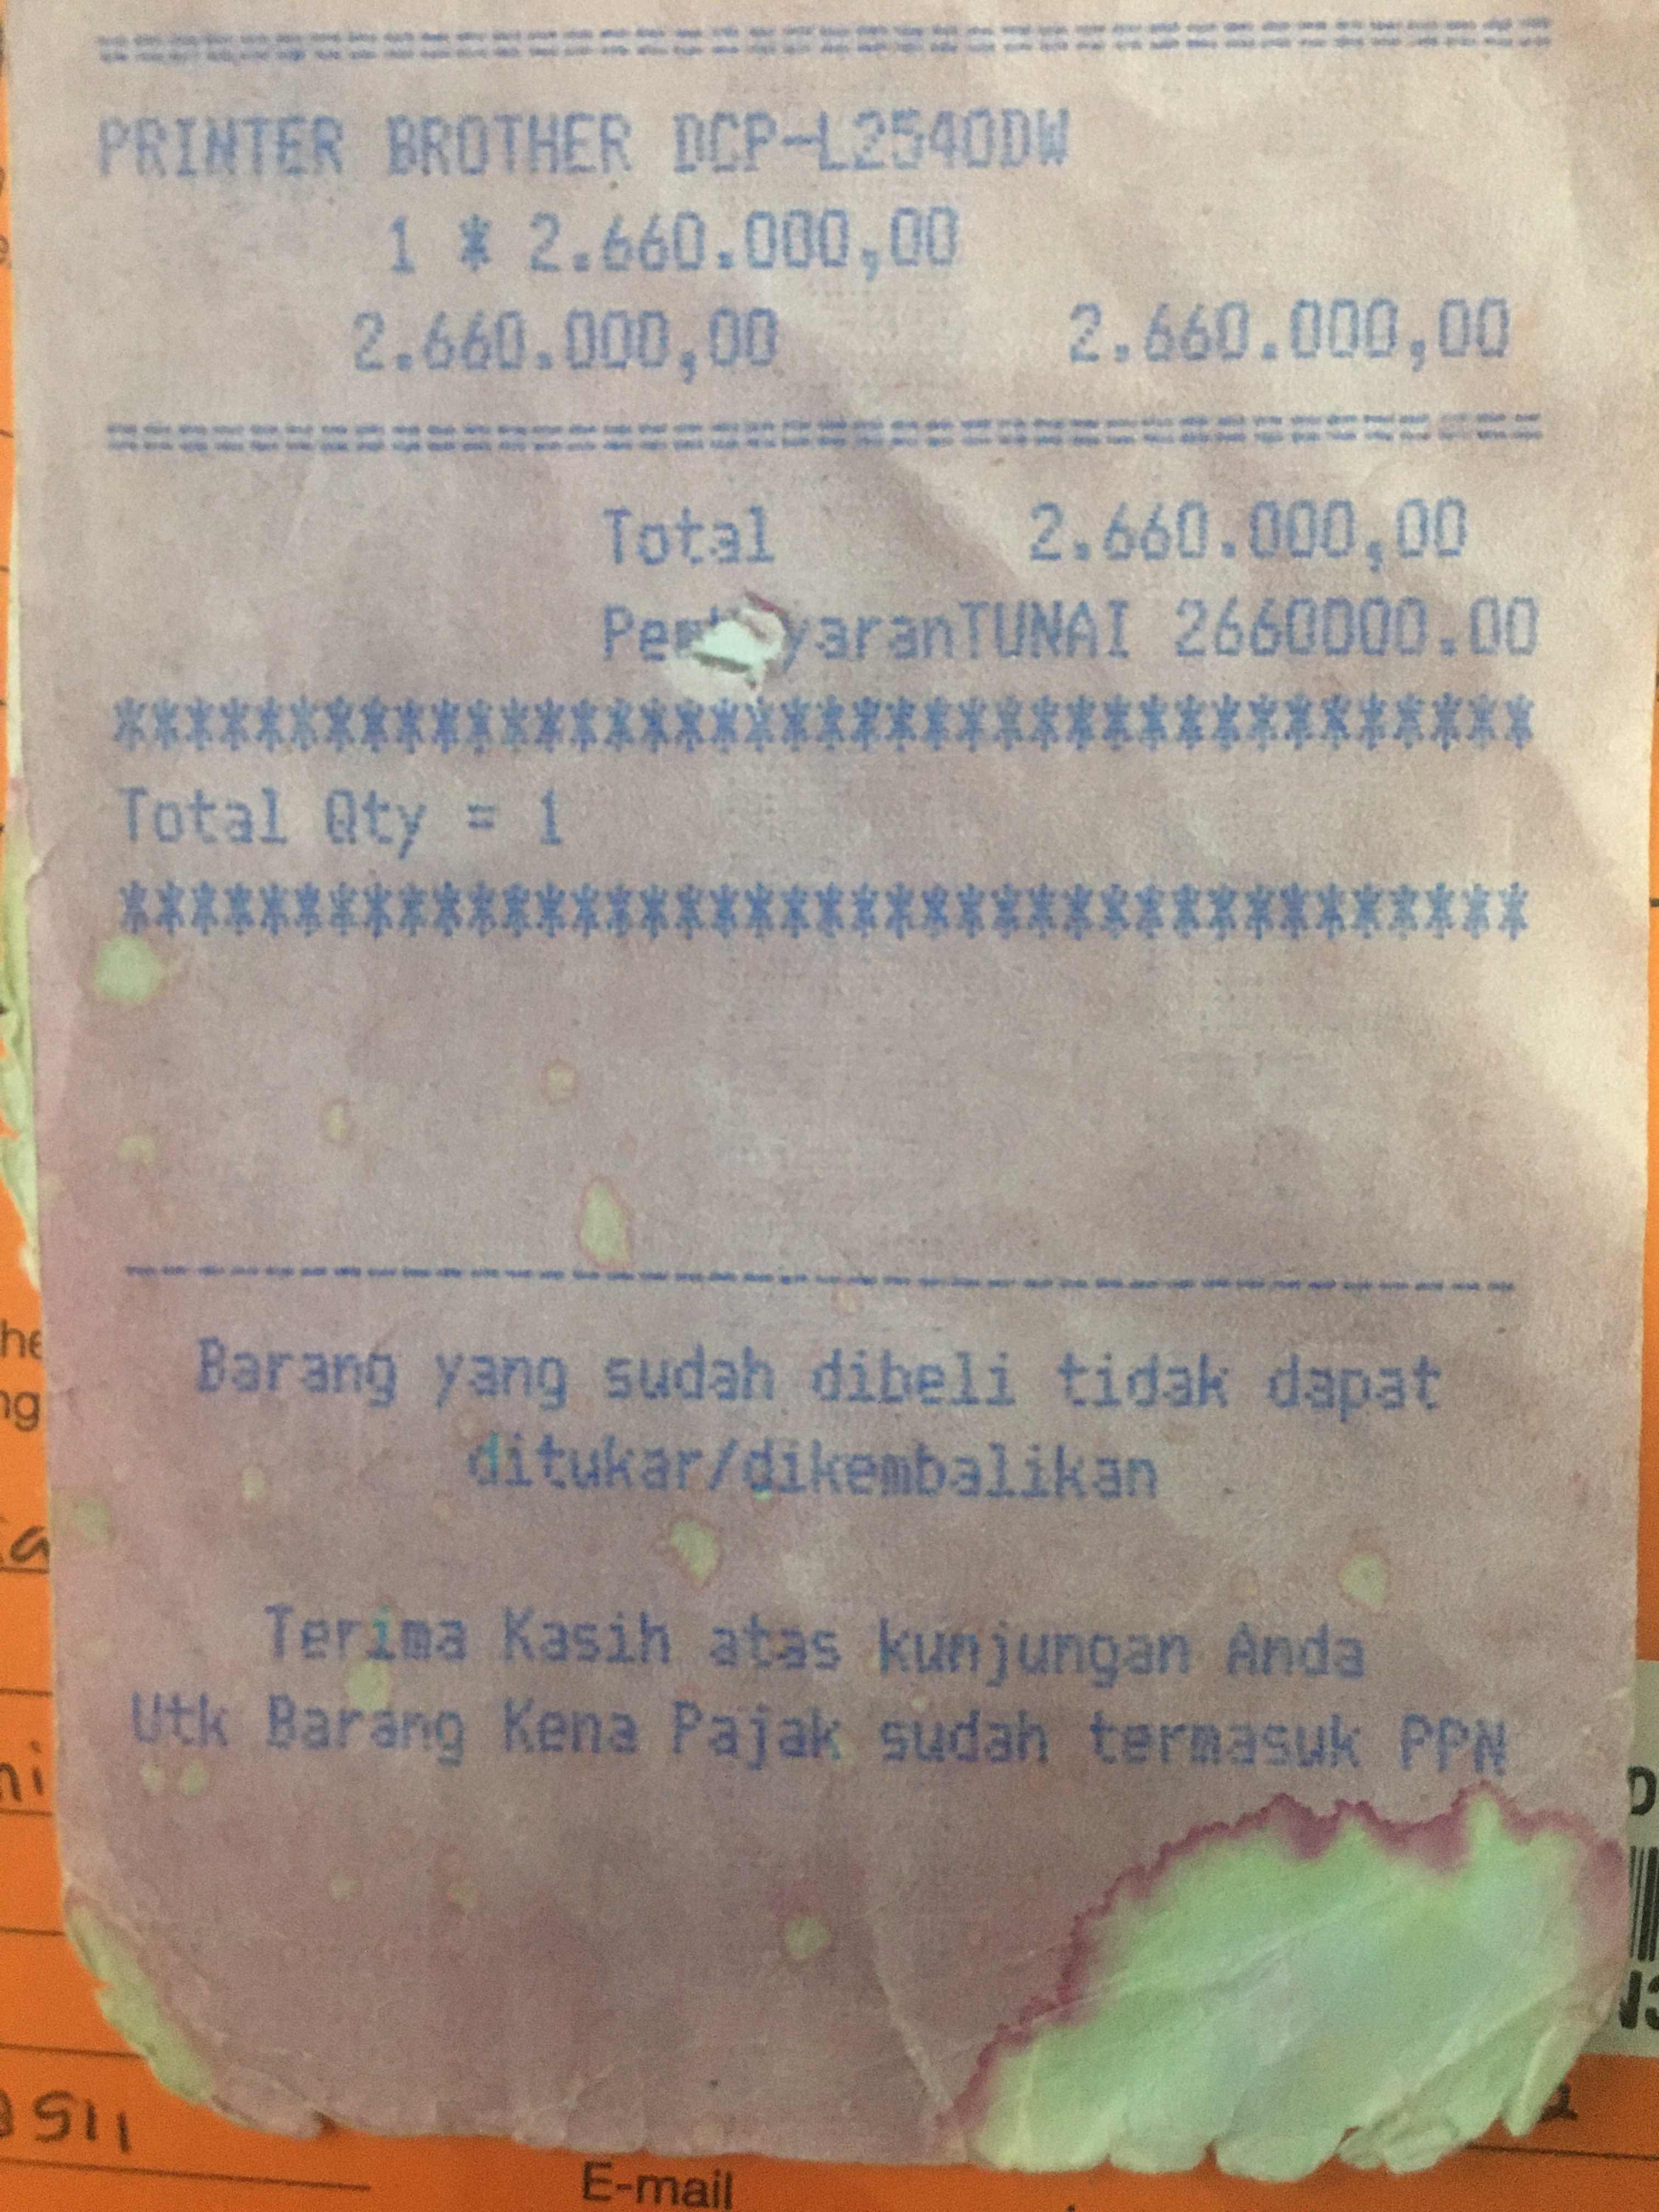 ==========================================
PRINTER BROTHER DCP-L2540DW
1 * 2.660.000,00
2.660.000,00 2.660.000,00
==========================================
Total 2.660.000,00
TUNAI 2660000.00
*****************************************
Total Qty = 1
*****************************************
-----------------------------------------
Barang yang sudah dibeli tidak dapat
ditukar/dikembalikan
Terima Kasih atas kunjungan Anda
Utk Barang Kena Pajak sudah termasuk PPN
E-mail